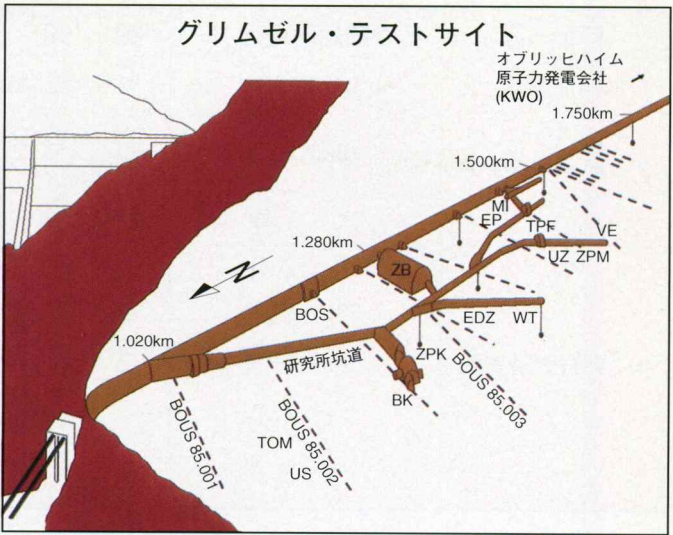 グリムゼル・テストサイト
オブリッヒハイム
原子力発電会社
(KWO)
1.750km
1.500km
MI
EP
TPF
VE
UZ ZPM
1.280km
ZB
N
BOS
EDZ WT
1.020km
研究所坑道
ZPK
BK
BOUS 85.003
BOUS 85.001
BOUS 85.002
TOM
US